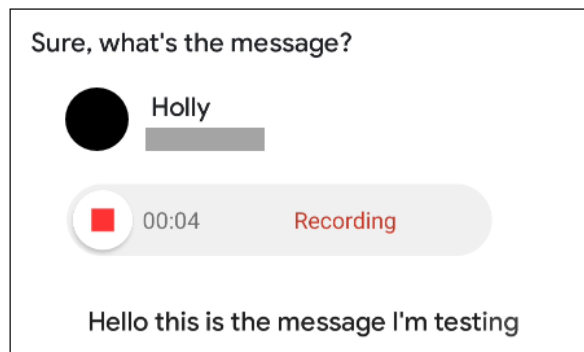 Sure, what's the message?
Holly
00:04 Recording
Hello this is the message I'm testing